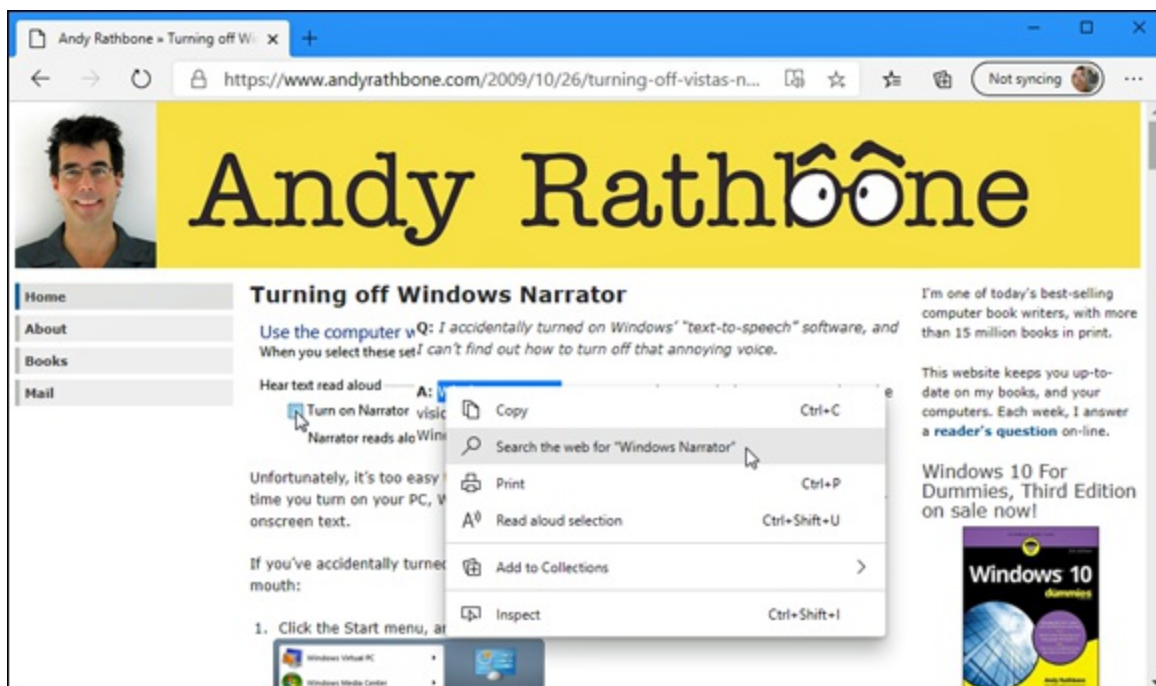 Andy Rathbone » Turning off Wi
https://www.andyrathbone.com/2009/10/26/turning-off-vistas-n...
Not syncing
Andy Rathbone
Home
About
Books
Mail
Turning off Windows Narrator
Use the computer w
When you select these set
Hear text read aloud
Turn on Narrator
Narrator reads alo
Q: I accidentally turned on Windows' "text-to-speech" software, and
I can't find out how to turn off that annoying voice.
A:
visio
Wind
Unfortunately, it's too easy
time you turn on your PC, W
onscreen text.
If you've accidentally turned
mouth:
1. Click the Start menu, an
Windows Virtual PC
Windows Media Center
Copy Ctrl+C
Search the web for "Windows Narrator"
Print Ctrl+P
Read aloud selection Ctrl+Shift+U
Add to Collections
Inspect Ctrl+Shift+I
I'm one of today's best-selling
computer book writers, with more
than 15 million books in print.
This website keeps you up-to-
date on my books, and your
computers. Each week, I answer
a reader's question on-line.
Windows 10 For
Dummies, Third Edition
on sale now!
Windows 10
dummies
Andy Rathbone